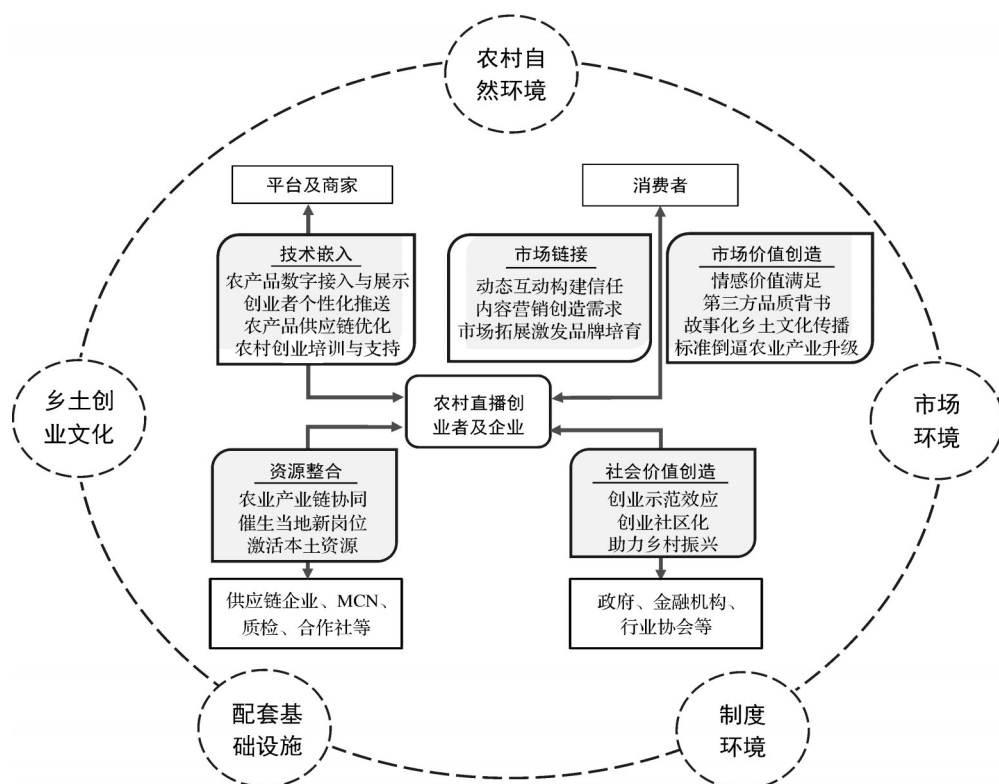 农村自
然环境
平台及商家
消费者
技术嵌入
农产品数字接入与展示
创业者个性化推送
农产品供应链优化
农村创业培训与支持
市场链接
动态互动构建信任
内容营销创造需求
市场拓展激发品牌培育
市场价值创造
情感价值满足
第三方品质背书
故事化乡土文化传播
标准倒逼农业产业升级
乡土创
业文化
农村直播创
业者及企业
市场
环境
资源整合
农业产业链协同
催生当地新岗位
激活本土资源
社会价值创造
创业示范效应
创业社区化
助力乡村振兴
供应链企业、MCN、
质检、合作社等
政府、金融机构、
行业协会等
配套基
础设施
制度
环境